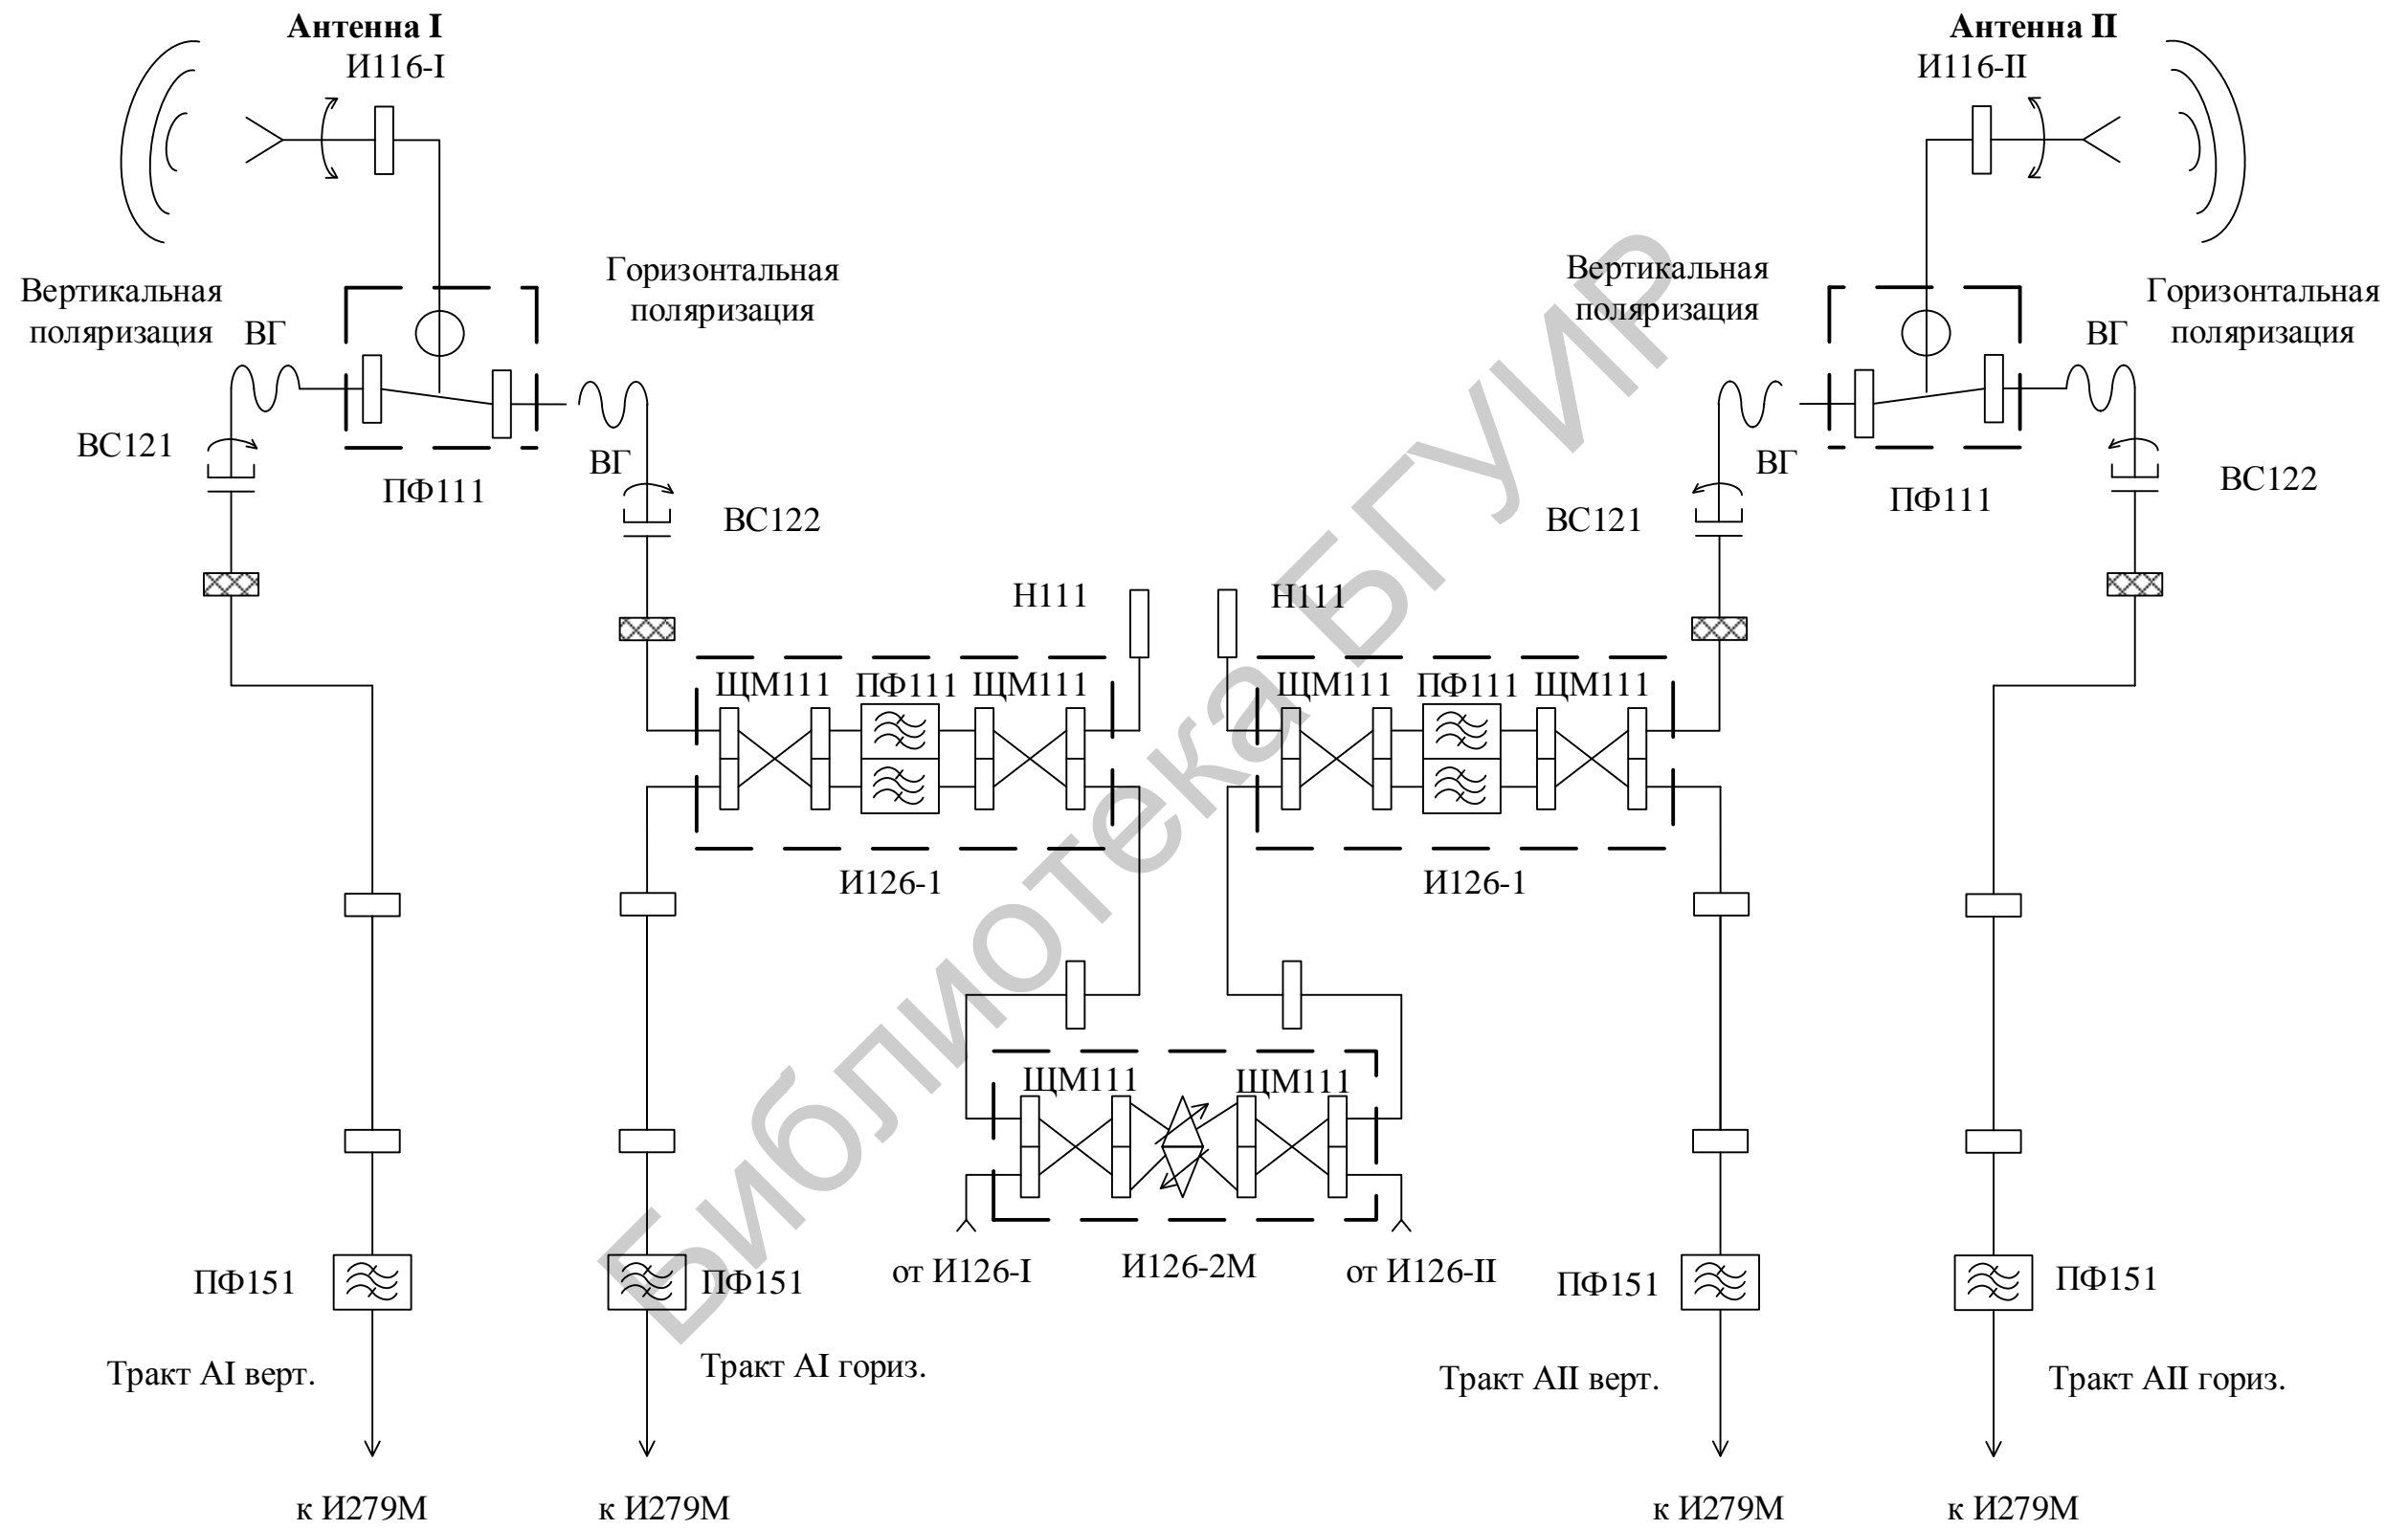 Антенна I
И116-I
Антенна II
И116-II
Вертикальная
поляризация
ВГ
Горизонтальная
поляризация
Вертикальная
поляризация
Горизонтальная
поляризация
ВГ
ВС121
ПФ111
ВГ
ВС122
ВС121
ВГ
ПФ111
ВС122
Н111
Н111
ЩМ111
ПФ111
ЩМ111
ЩМ111
ПФ111
ЩМ111
И126-1
И126-1
ЩМ111
ЩМ111
от И126-I
И126-2М
от И126-II
ПФ151
ПФ151
ПФ151
ПФ151
Тракт АI верт.
Тракт АI гориз.
Тракт АII верт.
Тракт АII гориз.
к И279М
к И279М
к И279М
к И279М
Библиотека БГУИР